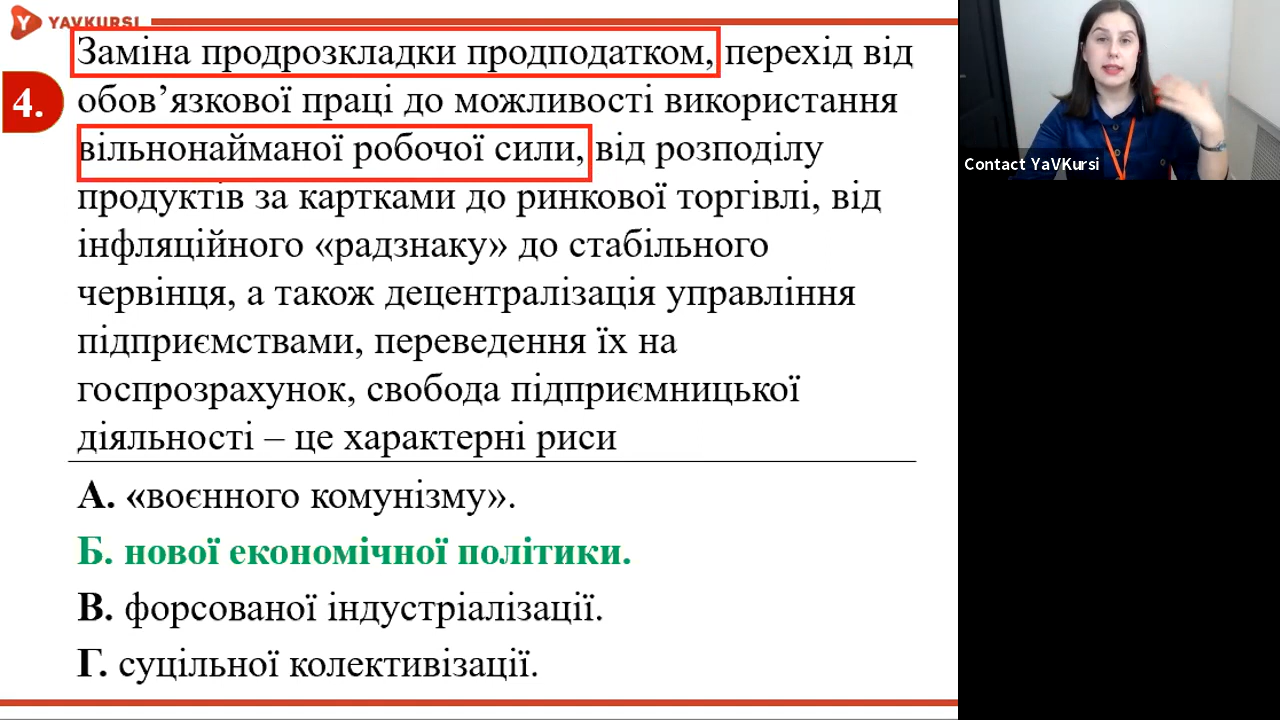 YAVKURSI
4.
Заміна продрозкладки продподатком, перехід від
обов’язкової праці до можливості використання
вільнонайманої робочої сили, від розподілу
продуктів за картками до ринкової торгівлі, від
інфляційного «радзнаку» до стабільного
червінця, а також децентралізація управління
підприємствами, переведення їх на
госпрозрахунок, свобода підприємницької
діяльності – це характерні риси
А. «воєнного комунізму».
Б. нової економічної політики.
В. форсованої індустріалізації.
Г. суцільної колективізації.
Contact YaVKursi